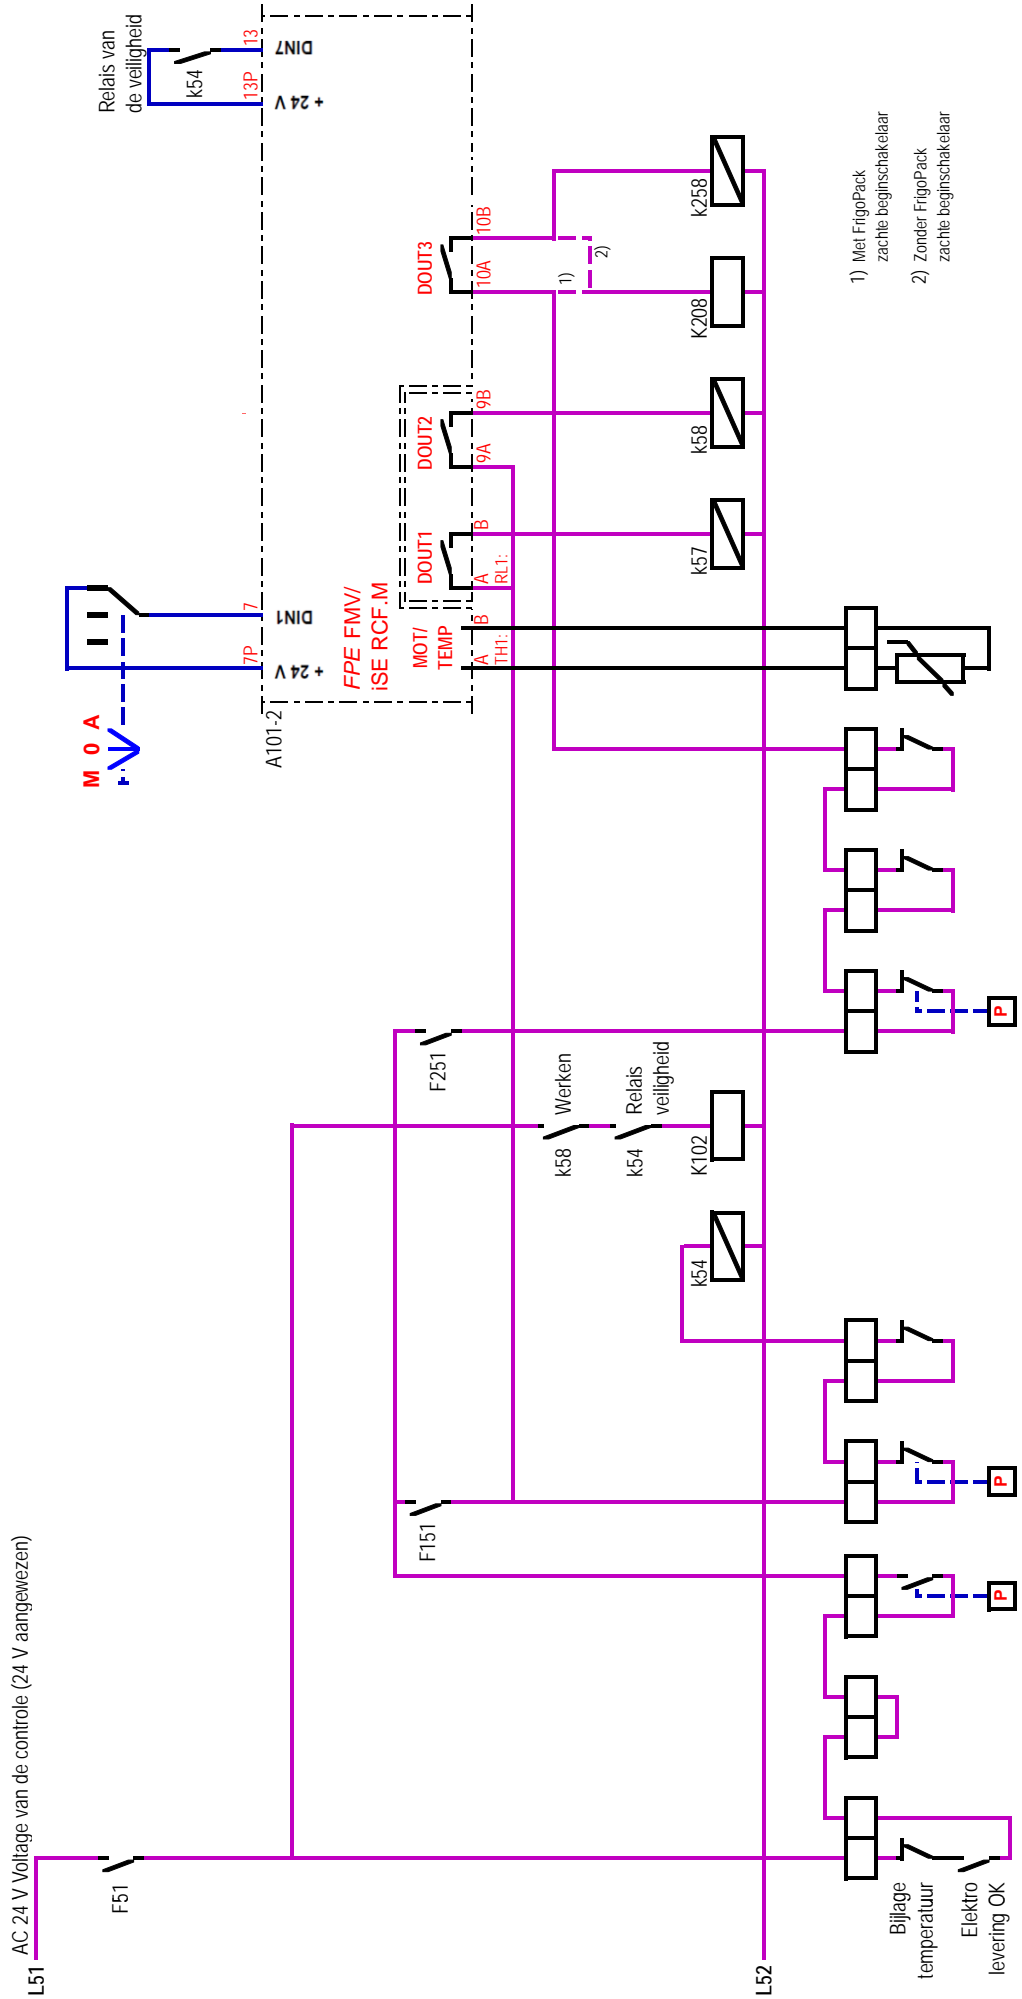 AC 24 V Voltage van de controle (24 V aangewezen)
L51
F51
L52
Bijlage
temperatuur
Elektro
levering OK
F151
P
P
k54
K102
k58
Werken
k54
Relais
veiligheid
F251
P
M 0 A
A101-2
7P
7
+ 24 V
DIN1
FPE FMV/
iSE RCF.M
MOT/
TEMP
A
B
TH1:
DOUT1
A
B
RL1:
DOUT2
9A
9B
DOUT3
10A
10B
1)
2)
k57
k58
K208
k258
Relais van
de veiligheid
k54
13P
13
+ 24 V
DIN7
1) Met FrigoPack
zachte beginschakelaar
2) Zonder FrigoPack
zachte beginschakelaar